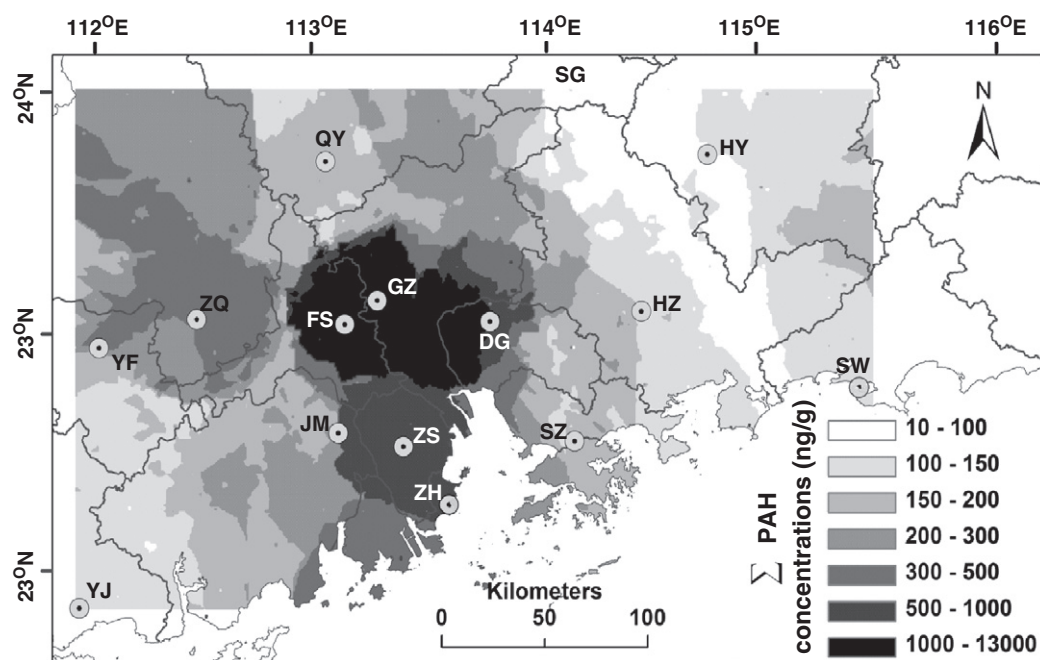 112°E 113°E 114°E 115°E 116°E
24°N
23°N
23°N
SG
N
QY
HY
GZ
ZQ
HZ
FS
DG
YF
SW
JM
ZS
SZ
ZH
YJ
Kilometers
0 50 100
∑ PAH
concentrations (ng/g)
10 - 100
100 - 150
150 - 200
200 - 300
300 - 500
500 - 1000
1000 - 13000